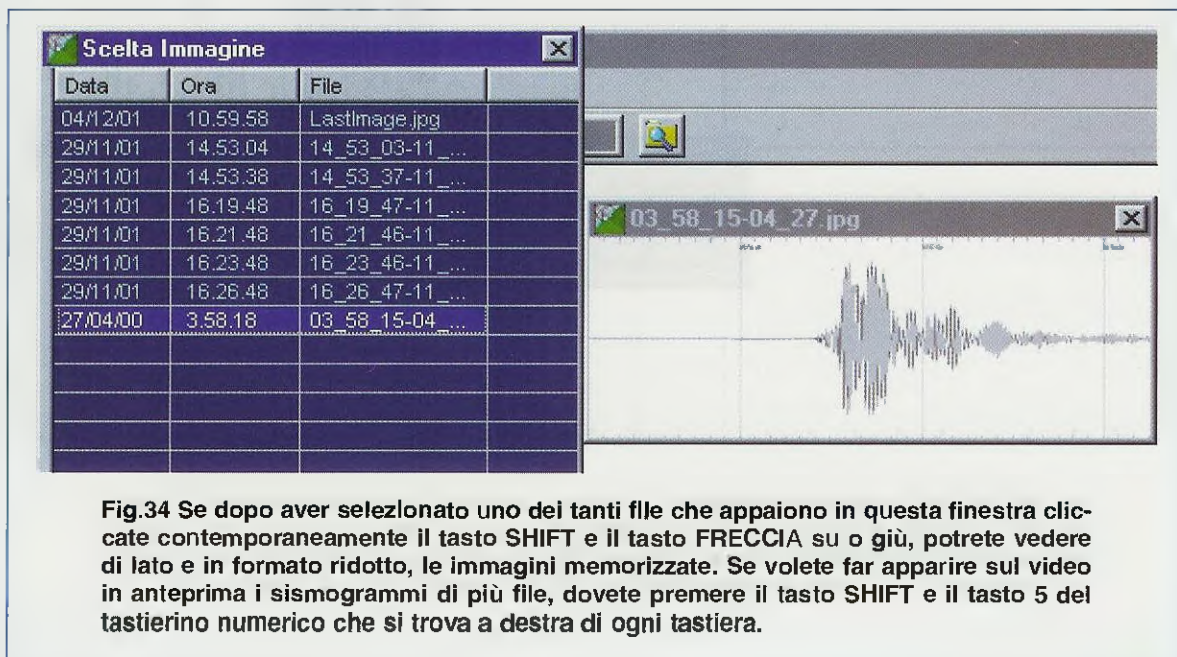 Scelta Immagine
Data Ora File
04/12/01 10.59.58 LastImage.jpg
29/11/01 14.53.04 14_53_03-11_...
29/11/01 14.53.38 14_53_37-11_...
29/11/01 16.19.48 16_19_47-11_...
29/11/01 16.21.48 16_21_46-11_...
29/11/01 16.23.48 16_23_46-11_...
29/11/01 16.26.48 16_26_47-11_...
27/04/00 3.58.18 03_58_15-04_...
03_58_15-04_27.jpg
Fig.34 Se dopo aver selezionato uno dei tanti file che appaiono in questa finestra clic-
cate contemporaneamente il tasto SHIFT e il tasto FRECCIA su o giù, potrete vedere
di lato e in formato ridotto, le immagini memorizzate. Se volete far apparire sul video
in anteprima i sismogrammi di più file, dovete premere il tasto SHIFT e il tasto 5 del
tastierino numerico che si trova a destra di ogni tastiera.